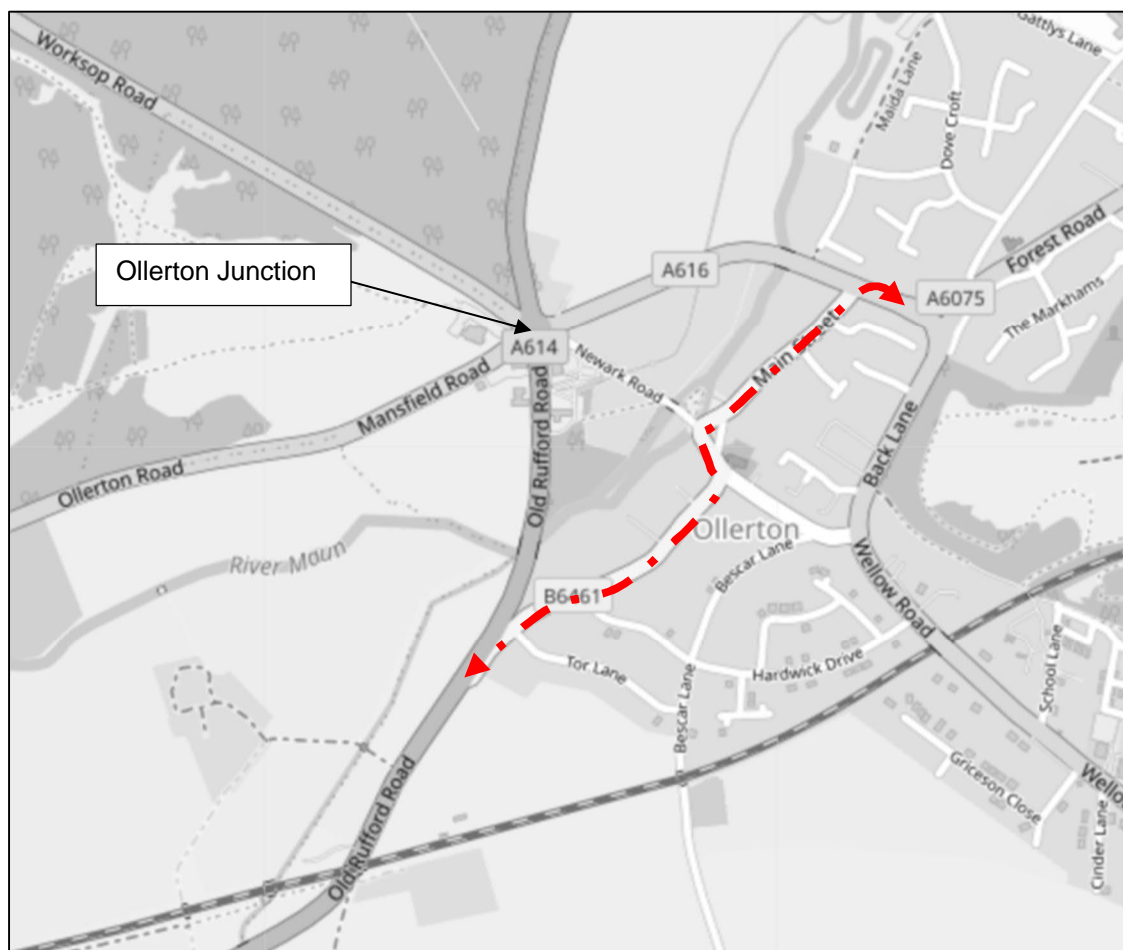 Gattlys Lane
Worksop Road
Maida Lane
Dove Croft
Forest Road
Ollerton Junction
A616
A6075
The Markhams
A614
Newark Road
Main Street
Mansfield Road
Old Rufford Road
Back Lane
Ollerton Road
Ollerton
River Maun
Bescar Lane
Wellow Road
B6461
Tor Lane
Hardwick Drive
School Lane
Bescar Lane
Griceson Close
Wellow
Old Rufford Road
Cinder Lane